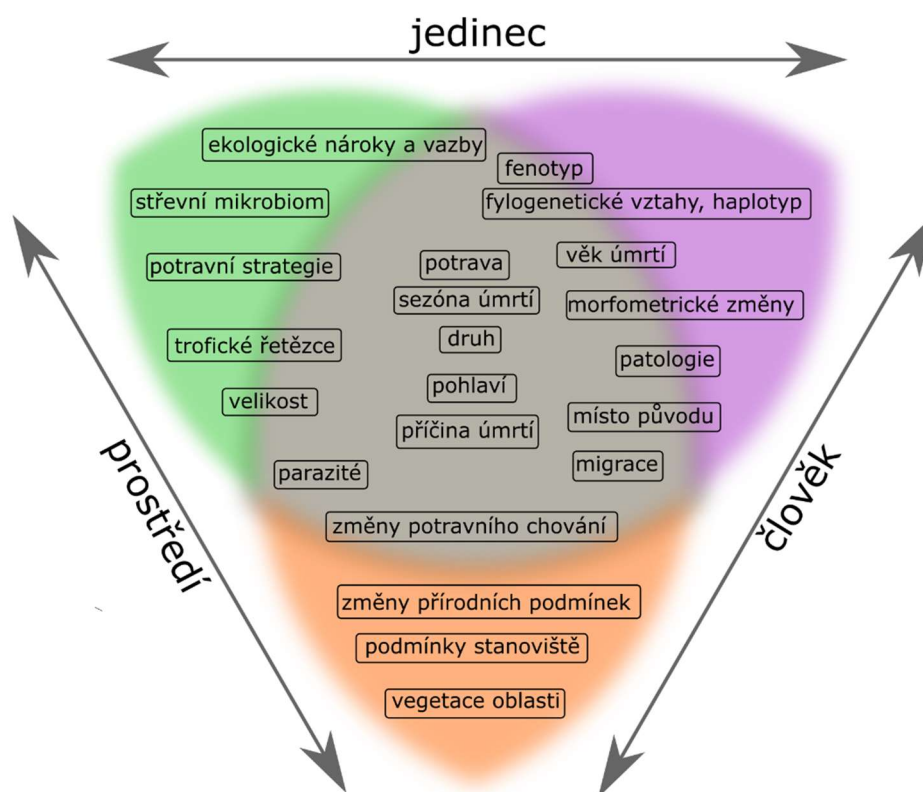 jedinec
ekologické nároky a vazby
fenotyp
střevní mikrobiom
fylogenetické vztahy, haplotyp
potravní strategie
potrava
věk úmrtí
sezóna úmrtí
morfometrické změny
trofické řetězce
druh
patologie
velikost
pohlaví
místo původu
příčina úmrtí
parazité
migrace
prostředí
člověk
změny potravního chování
změny přírodních podmínek
podmínky stanoviště
vegetace oblasti